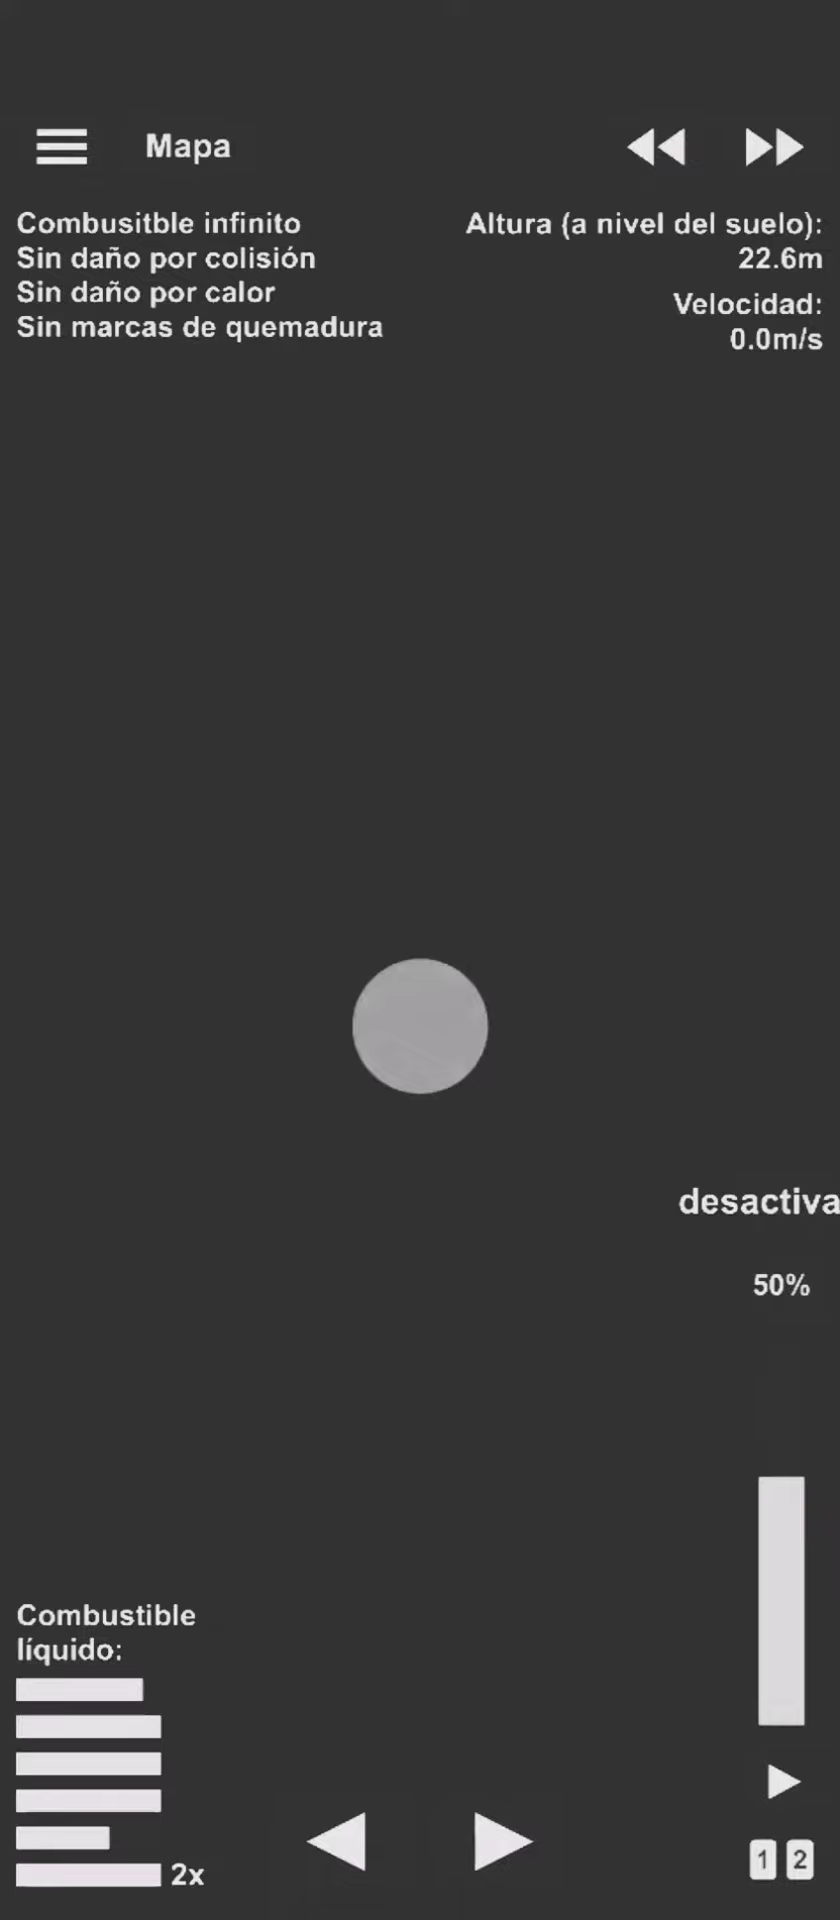 Mapa
Combusitble infinito
Sin daño por colisión
Sin daño por calor
Sin marcas de quemadura
Altura (a nivel del suelo):
22.6m
Velocidad:
0.0m/s
desactiva
50%
Combustible
líquido:
2x
1 2